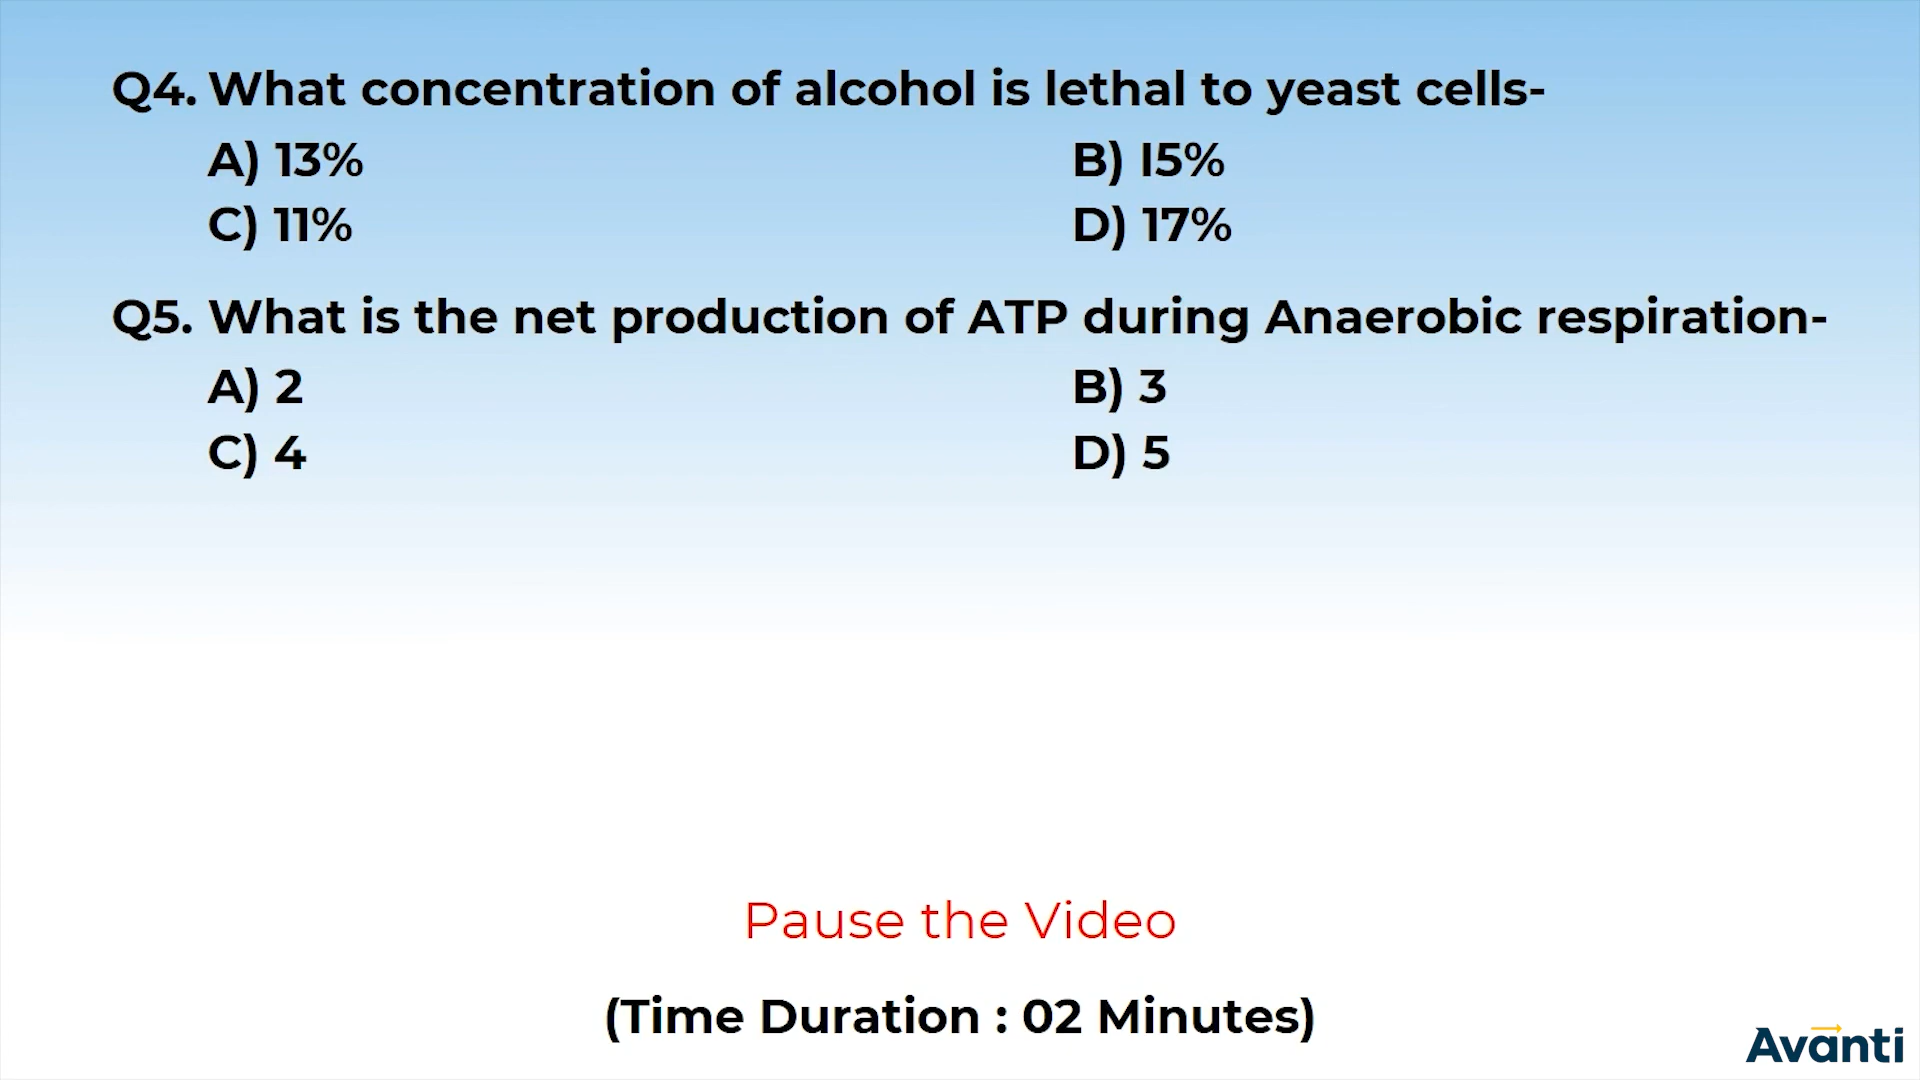 Q4. What concentration of alcohol is lethal to yeast cells-
A) 13% B) I5%
C) 11% D) 17%
Q5. What is the net production of ATP during Anaerobic respiration-
A) 2 B) 3
C) 4 D) 5
Pause the Video
(Time Duration : 02 Minutes)
Avanti